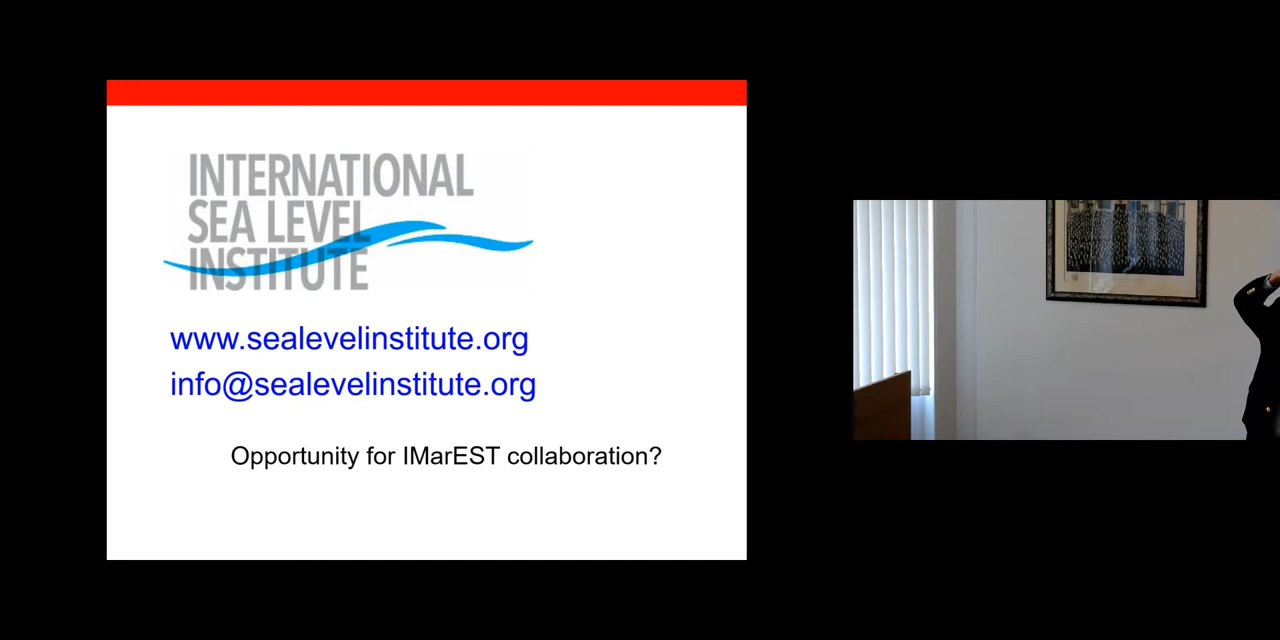 INTERNATIONAL
SEA LEVEL
INSTITUTE
www.sealevelinstitute.org
info@sealevelinstitute.org
Opportunity for IMarEST collaboration?